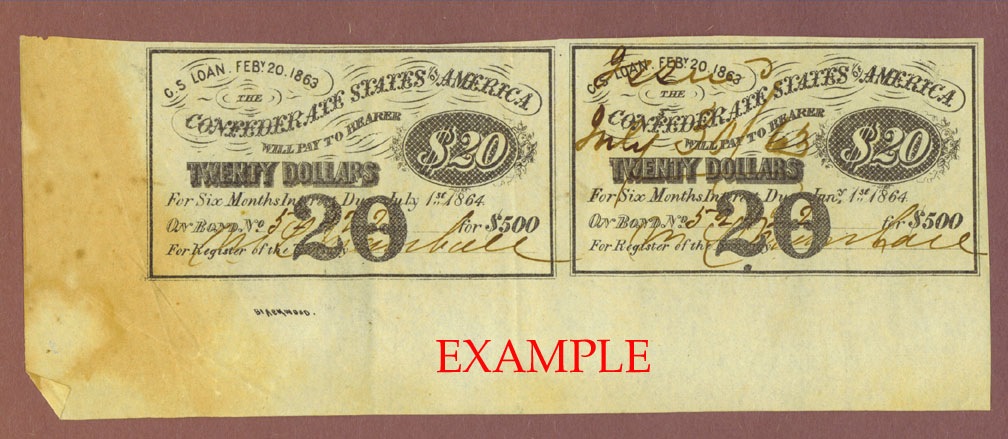 C.S LOAN. FEBY. 20. 1863
THE
CONFEDERATE STATES OF AMERICA
WILL PAY TO BEARER
$20
TWENTY DOLLARS
For Six Months Interest Due July 1st 1864
ON BOND. No for $500
20
For Register of the
C.S LOAN. FEBY. 20. 1863
THE
CONFEDERATE STATES OF AMERICA
July 30/63
WILL PAY TO BEARER
$20
TWENTY DOLLARS
For Six Months Interest Due Jany. 1st. 1864.
ON BOND. No for $500
20
For Register of the
BLACKWOOD.
EXAMPLE